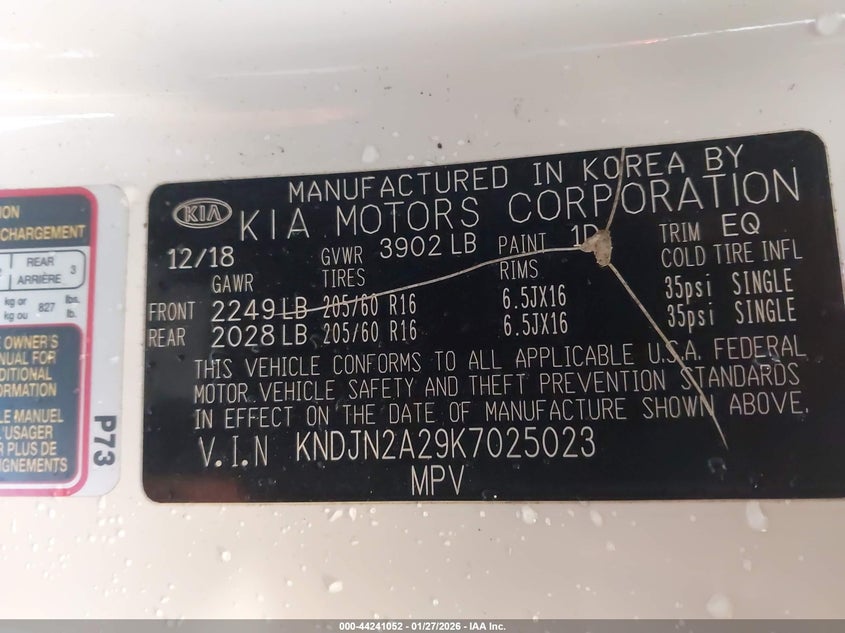 ION
CHARGEMENT
REAR
ARRIÈRE 3
kg or 827 lbs.
kg ou lb.
OWNER'S
NUAL FOR
DITIONAL
ORMATION
LE MANUEL
L'USAGER
R PLUS DE
SIGNEMENTS
P73
KIA
MANUFACTURED IN KOREA BY
KIA MOTORS CORPORATION
12/18 GVWR 3902 LB PAINT TRIM EQ
GAWR TIRES RIMS COLD TIRE INFL
FRONT 2249 LB 205/60 R16 6.5JX16 35psi SINGLE
REAR 2028 LB 205/60 R16 6.5JX16 35psi SINGLE
THIS VEHICLE CONFORMS TO ALL APPLICABLE U.S.A. FEDERAL
MOTOR VEHICLE SAFETY AND THEFT PREVENTION STANDARDS
IN EFFECT ON THE DATE OF MANUFACTURE SHOWN ABOVE.
V.I.N KNDJN2A29K7025023
MPV
000-44241052 - 01/27/2026 - IAA Inc.